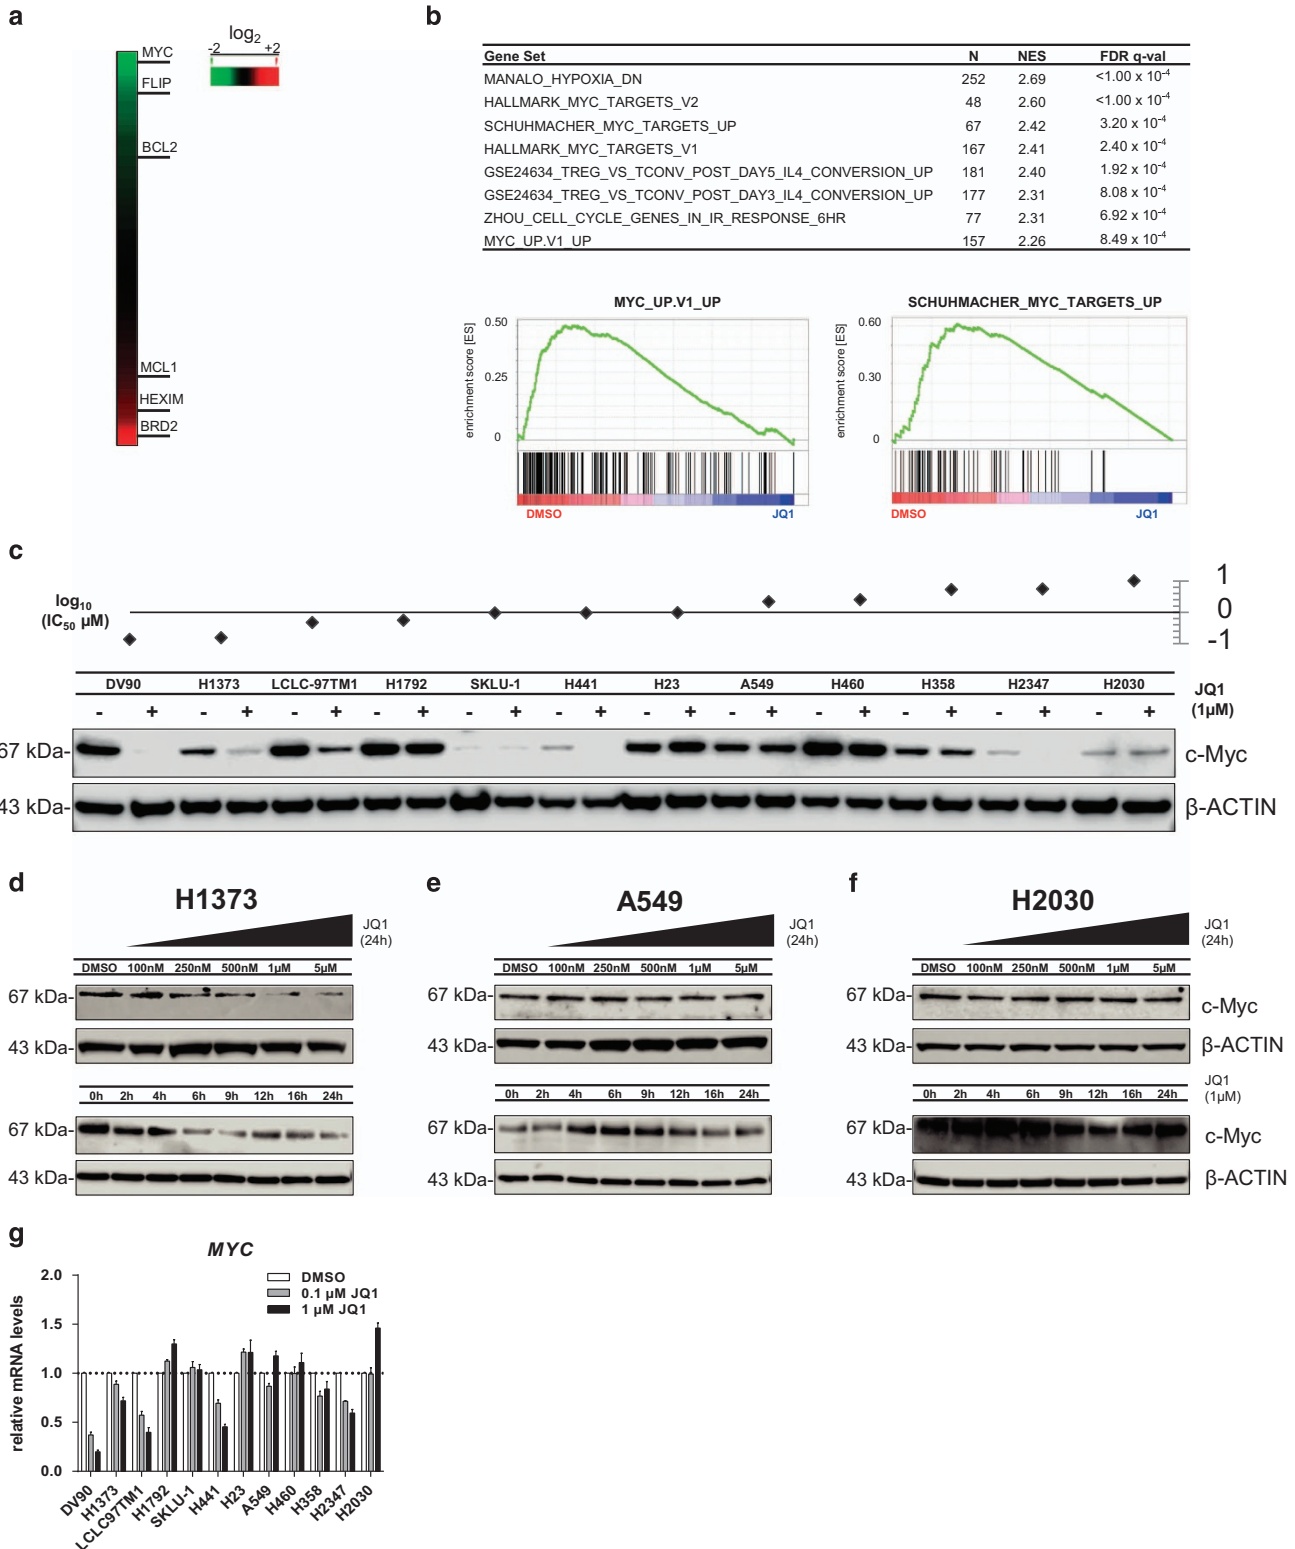 a
log2
-2 +2
MYC
FLIP
BCL2
MCL1
HEXIM
BRD2
b
Gene Set N NES FDR q-val
MANALO_HYPOXIA_DN 252 2.69 <1.00 x 10-4
HALLMARK_MYC_TARGETS_V2 48 2.60 <1.00 x 10-4
SCHUHMACHER_MYC_TARGETS_UP 67 2.42 3.20 x 10-4
HALLMARK_MYC_TARGETS_V1 167 2.41 2.40 x 10-4
GSE24634_TREG_VS_TCONV_POST_DAY5_IL4_CONVERSION_UP 181 2.40 1.92 x 10-4
GSE24634_TREG_VS_TCONV_POST_DAY3_IL4_CONVERSION_UP 177 2.31 8.08 x 10-4
ZHOU_CELL_CYCLE_GENES_IN_IR_RESPONSE_6HR 77 2.31 6.92 x 10-4
MYC_UP.V1_UP 157 2.26 8.49 x 10-4
MYC_UP.V1_UP
enrichment score [ES]
0.50
0.25
0
DMSO JQ1
SCHUHMACHER_MYC_TARGETS_UP
enrichment score [ES]
0.60
0.30
0
DMSO JQ1
c
log10
(IC50 µM)
1
0
-1
DV90 H1373 LCLC-97TM1 H1792 SKLU-1 H441 H23 A549 H460 H358 H2347 H2030
JQ1
(1µM)
- + - + - + - + - + - + - + - + - + - + - + - +
67 kDa- c-Myc
43 kDa- β-ACTIN
d
H1373
JQ1
(24h)
DMSO 100nM 250nM 500nM 1µM 5µM
67 kDa-
43 kDa-
0h 2h 4h 6h 9h 12h 16h 24h
67 kDa-
43 kDa-
e
A549
JQ1
(24h)
DMSO 100nM 250nM 500nM 1µM 5µM
67 kDa-
43 kDa-
0h 2h 4h 6h 9h 12h 16h 24h
67 kDa-
43 kDa-
f
H2030
JQ1
(24h)
DMSO 100nM 250nM 500nM 1µM 5µM
67 kDa- c-Myc
43 kDa- β-ACTIN
JQ1
(1µM)
0h 2h 4h 6h 9h 12h 16h 24h
67 kDa- c-Myc
43 kDa- β-ACTIN
g
MYC
DMSO
0.1 µM JQ1
1 µM JQ1
relative mRNA levels
2.0
1.5
1.0
0.5
0.0
DV90 H1373 LCLC97TM1 H1792 SKLU-1 H441 H23 A549 H460 H358 H2347 H2030